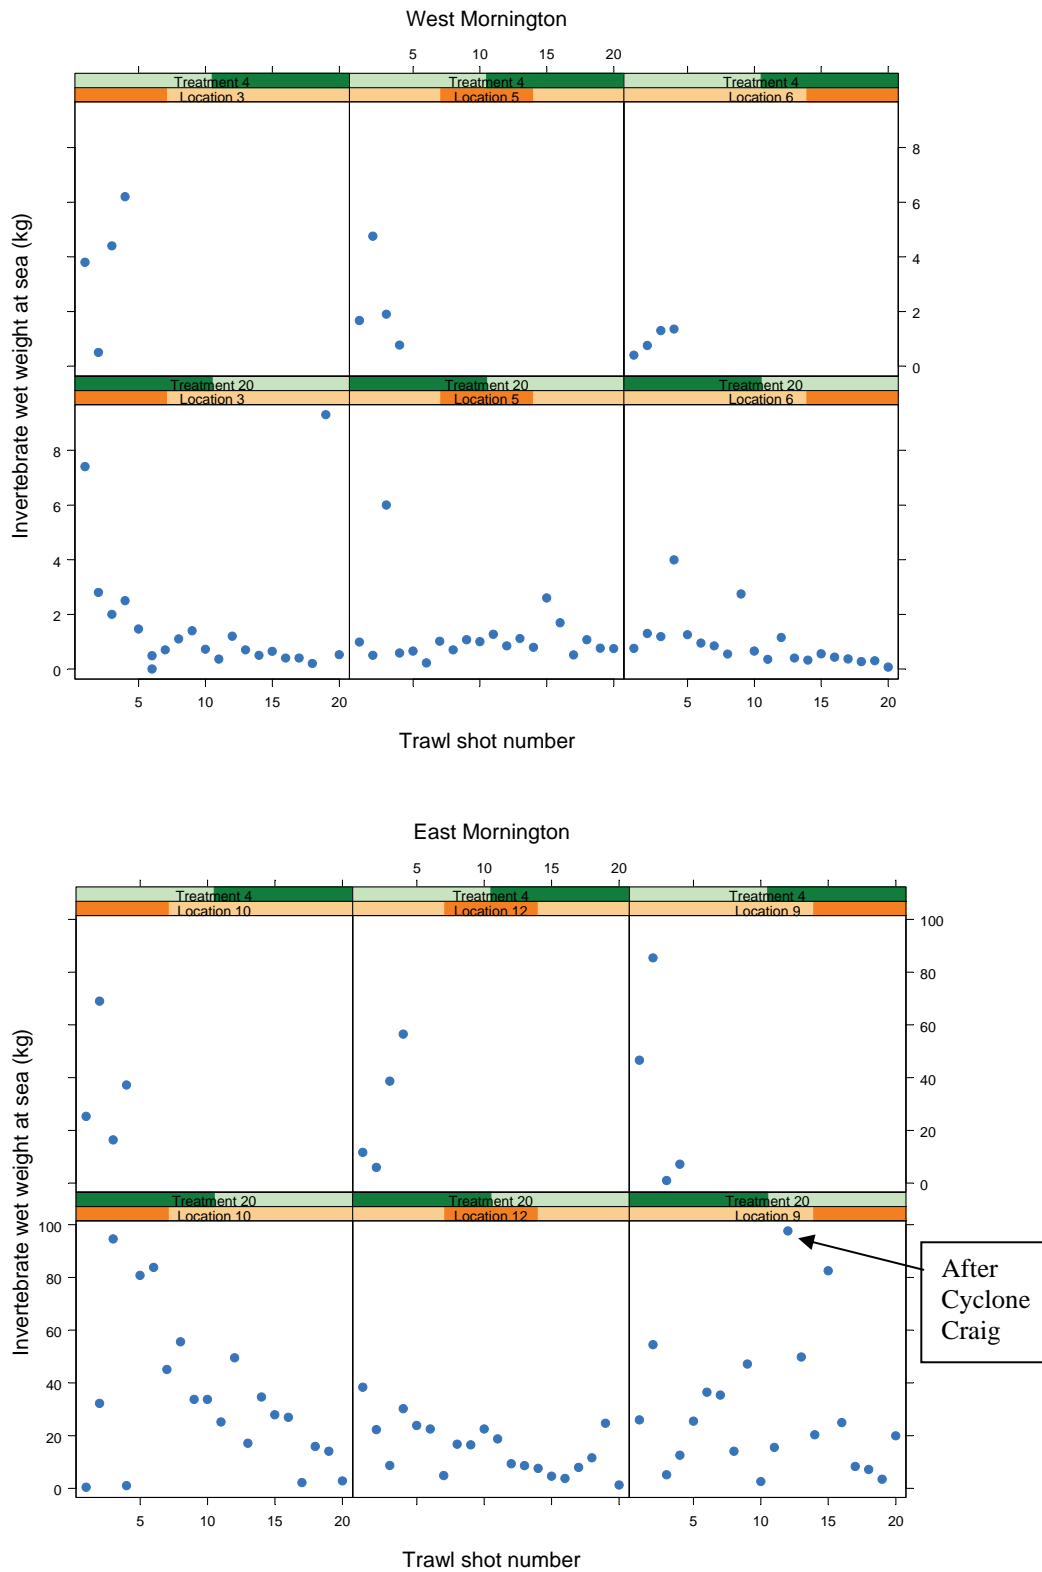 West Mornington
5 10 15 20
Treatment 4 Treatment 4 Treatment 4
Location 3 Location 5 Location 6
8
6
4
2
0
Invertebrate wet weight at sea (kg)
Treatment 20 Treatment 20 Treatment 20
Location 3 Location 5 Location 6
8
6
4
2
0
5 10 15 20 5 10 15 20
Trawl shot number
East Mornington
5 10 15 20
Treatment 4 Treatment 4 Treatment 4
Location 10 Location 12 Location 9
100
80
60
40
20
0
Invertebrate wet weight at sea (kg)
Treatment 20 Treatment 20 Treatment 20
Location 10 Location 12 Location 9
100
80
60
40
20
0
After
Cyclone
Craig
5 10 15 20 5 10 15 20
Trawl shot number